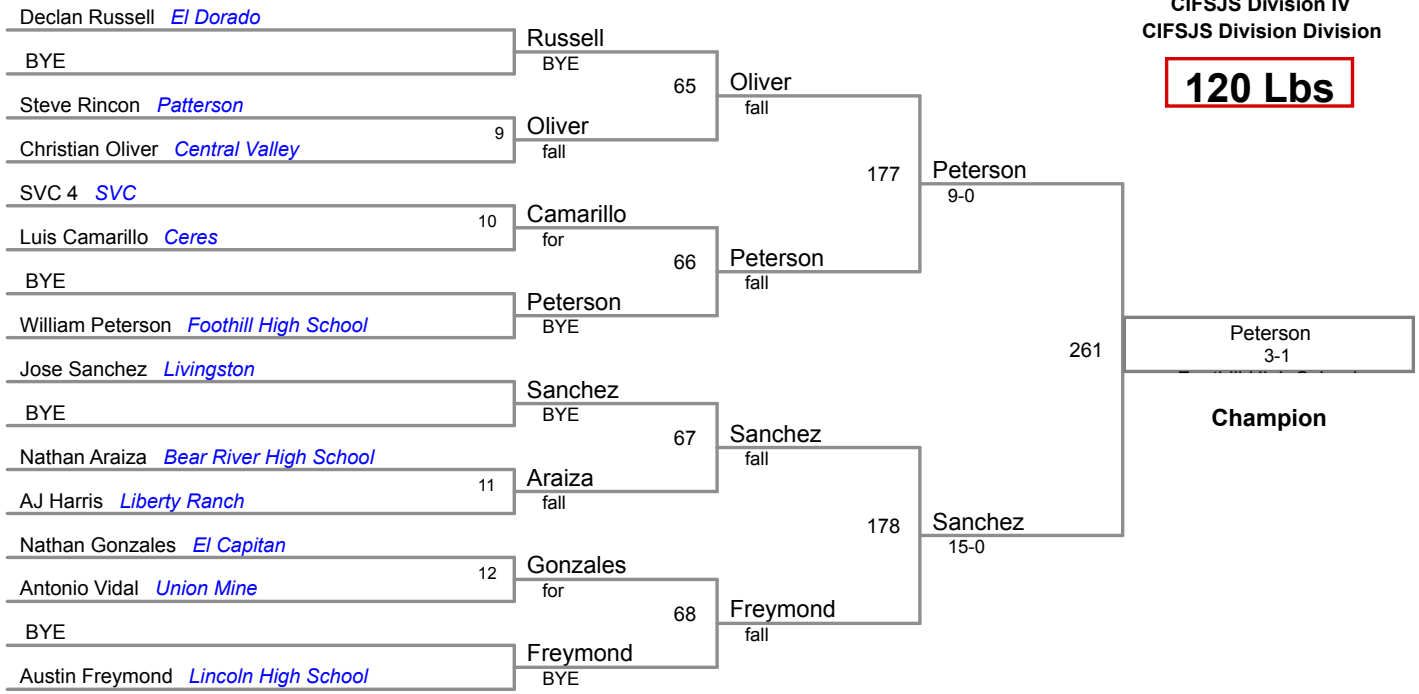 CIFSJS Division IV
CIFSJS Division Division
120 Lbs
Declan Russell El Dorado
BYE
Steve Rincon Patterson
Christian Oliver Central Valley
SVC 4 SVC
Luis Camarillo Ceres
BYE
William Peterson Foothill High School
Jose Sanchez Livingston
BYE
Nathan Araiza Bear River High School
AJ Harris Liberty Ranch
Nathan Gonzales El Capitan
Antonio Vidal Union Mine
BYE
Austin Freymond Lincoln High School
9
10
11
12
Russell
BYE
Oliver
fall
Camarillo
for
Peterson
BYE
Sanchez
BYE
Araiza
fall
Gonzales
for
Freymond
BYE
65
66
67
68
Oliver
fall
Peterson
fall
Sanchez
fall
Freymond
fall
177
178
Peterson
9-0
Sanchez
15-0
261
Peterson
3-1
Champion